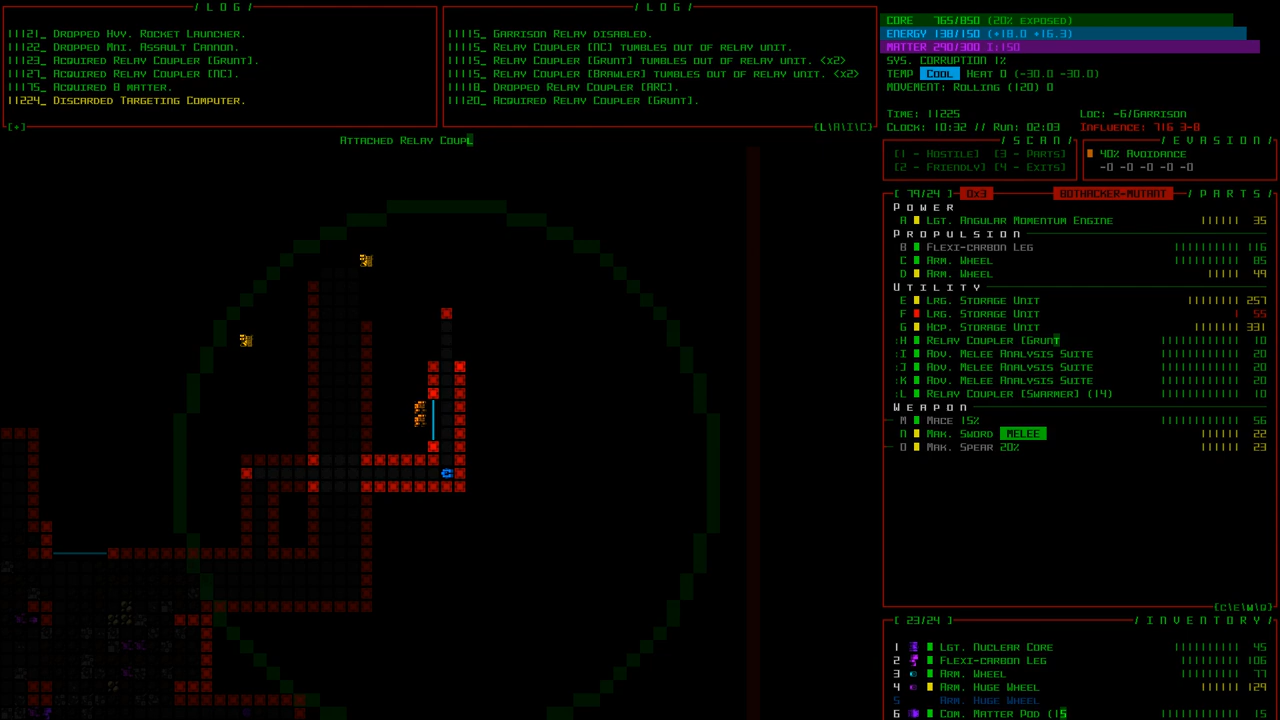 / L O G /
11121_ Dropped Hvy. Rocket Launcher.
11122_ Dropped Mni. Assault Cannon.
11123_ Acquired Relay Coupler [Grunt].
11127_ Acquired Relay Coupler [NC].
11175_ Acquired 8 matter.
11224_ Discarded Targeting Computer.
[+]
/ L O G /
11115_ Garrison Relay disabled.
11115_ Relay Coupler [NC] tumbles out of relay unit.
11115_ Relay Coupler [Grunt] tumbles out of relay unit. <x2>
11115_ Relay Coupler [Brawler] tumbles out of relay unit. <x2>
11118_ Dropped Relay Coupler [ARC].
11120_ Acquired Relay Coupler [Grunt].
[L\A\I\C]
Attached Relay Coupl
Core 765/850 (20% exposed)
Energy 138/150 (+18.0 +16.3)
Matter 290/300 I:150
Sys. Corruption 1%
Temp Cool Heat 0 (-30.0 -30.0)
Movement: Rolling (120) 0
Time: 11225 Loc: -6/Garrison
Clock: 10:32 // Run: 02:03 Influence: 716 3-8
/ S C A N /
[1 - Hostile] [3 - Parts]
[2 - Friendly] [4 - Exits]
/ E V A S I O N /
40% Avoidance
-0 -0 -0 -0 -0
[ 79/24 ] 0x3 BOTHACKER-MUTANT / P A R T S /
P o w e r
A Lgt. Angular Momentum Engine 35
P r o p u l s i o n
B Flexi-carbon Leg 116
C Arm. Wheel 85
D Arm. Wheel 49
U t i l i t y
E Lrg. Storage Unit 257
F Lrg. Storage Unit 55
G Hcp. Storage Unit 331
:H Relay Coupler [Grunt 10
:I Adv. Melee Analysis Suite 20
:J Adv. Melee Analysis Suite 20
:K Adv. Melee Analysis Suite 20
:L Relay Coupler [Swarmer] (14) 10
W e a p o n
M Mace 15% 56
N Mak. Sword MELEE 22
O Mak. Spear 20% 23
[C\E\W\Q]
[ 23/24 ] / I N V E N T O R Y /
1 Lgt. Nuclear Core 45
2 Flexi-carbon Leg 106
3 Arm. Wheel 77
4 Arm. Huge Wheel 129
5 Arm. Huge Wheel
6 Com. Matter Pod (15 15